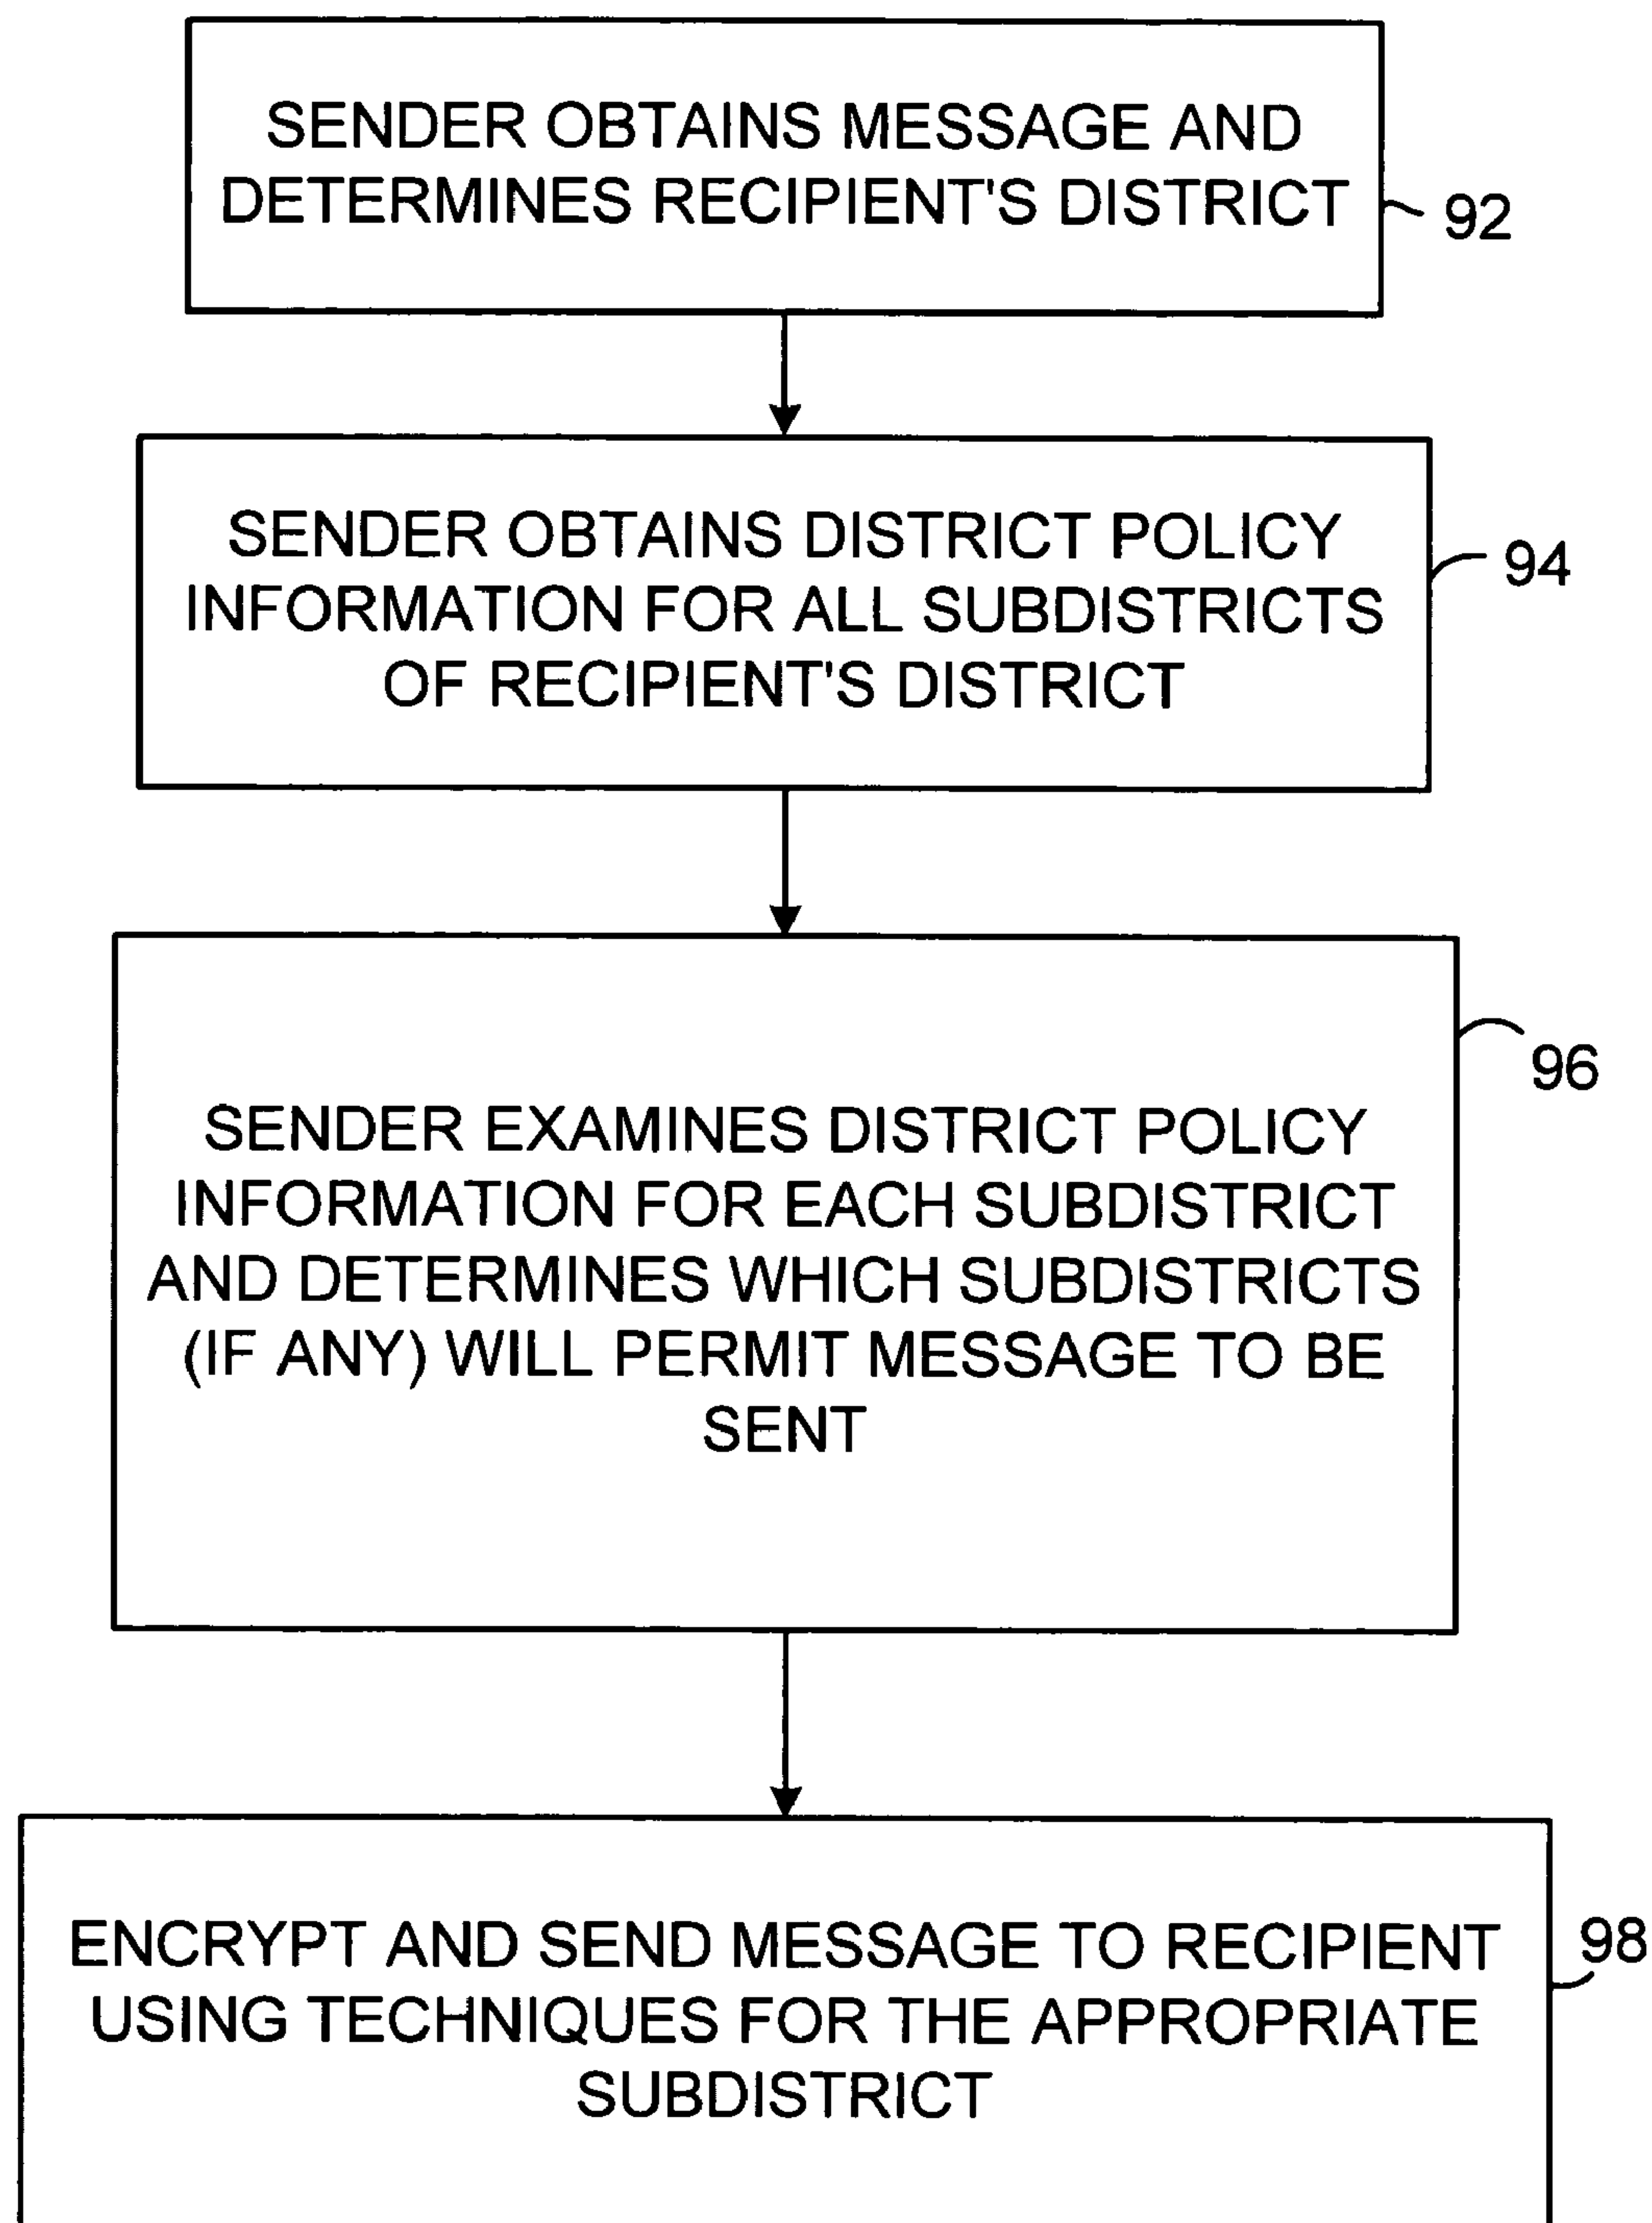 SENDER OBTAINS MESSAGE AND
DETERMINES RECIPIENT'S DISTRICT
92
SENDER OBTAINS DISTRICT POLICY
INFORMATION FOR ALL SUBDISTRICTS
OF RECIPIENT'S DISTRICT
94
SENDER EXAMINES DISTRICT POLICY
INFORMATION FOR EACH SUBDISTRICT
AND DETERMINES WHICH SUBDISTRICTS
(IF ANY) WILL PERMIT MESSAGE TO BE
SENT
96
ENCRYPT AND SEND MESSAGE TO RECIPIENT
USING TECHNIQUES FOR THE APPROPRIATE
SUBDISTRICT
98